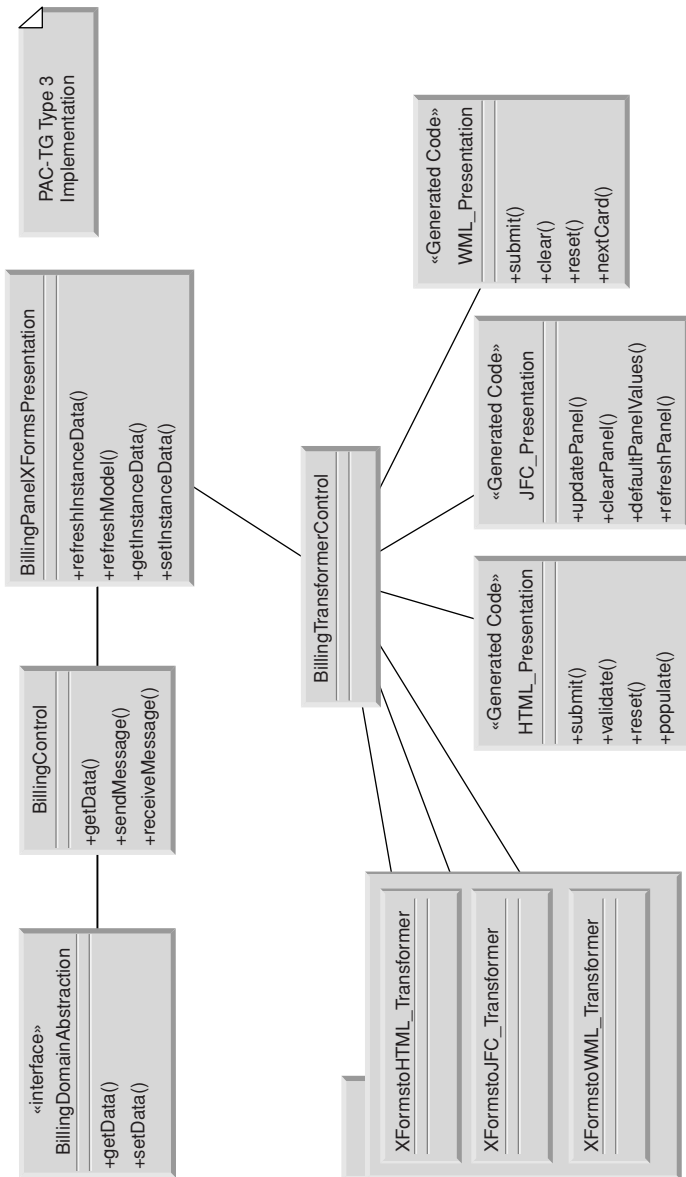 «interface»
BillingDomainAbstraction
+getData()
+setData()
BillingControl
+getData()
+sendMessage()
+receiveMessage()
BillingPanelXFormsPresentation
+refreshInstanceData()
+refreshModel()
+getInstanceData()
+setInstanceData()
PAC-TG Type 3
Implementation
BillingTransformerControl
XFormstoHTML_Transformer
XFormstoJFC_Transformer
XFormstoWML_Transformer
«Generated Code»
HTML_Presentation
+submit()
+validate()
+reset()
+populate()
«Generated Code»
JFC_Presentation
+updatePanel()
+clearPanel()
+defaultPanelValues()
+refreshPanel()
«Generated Code»
WML_Presentation
+submit()
+clear()
+reset()
+nextCard()